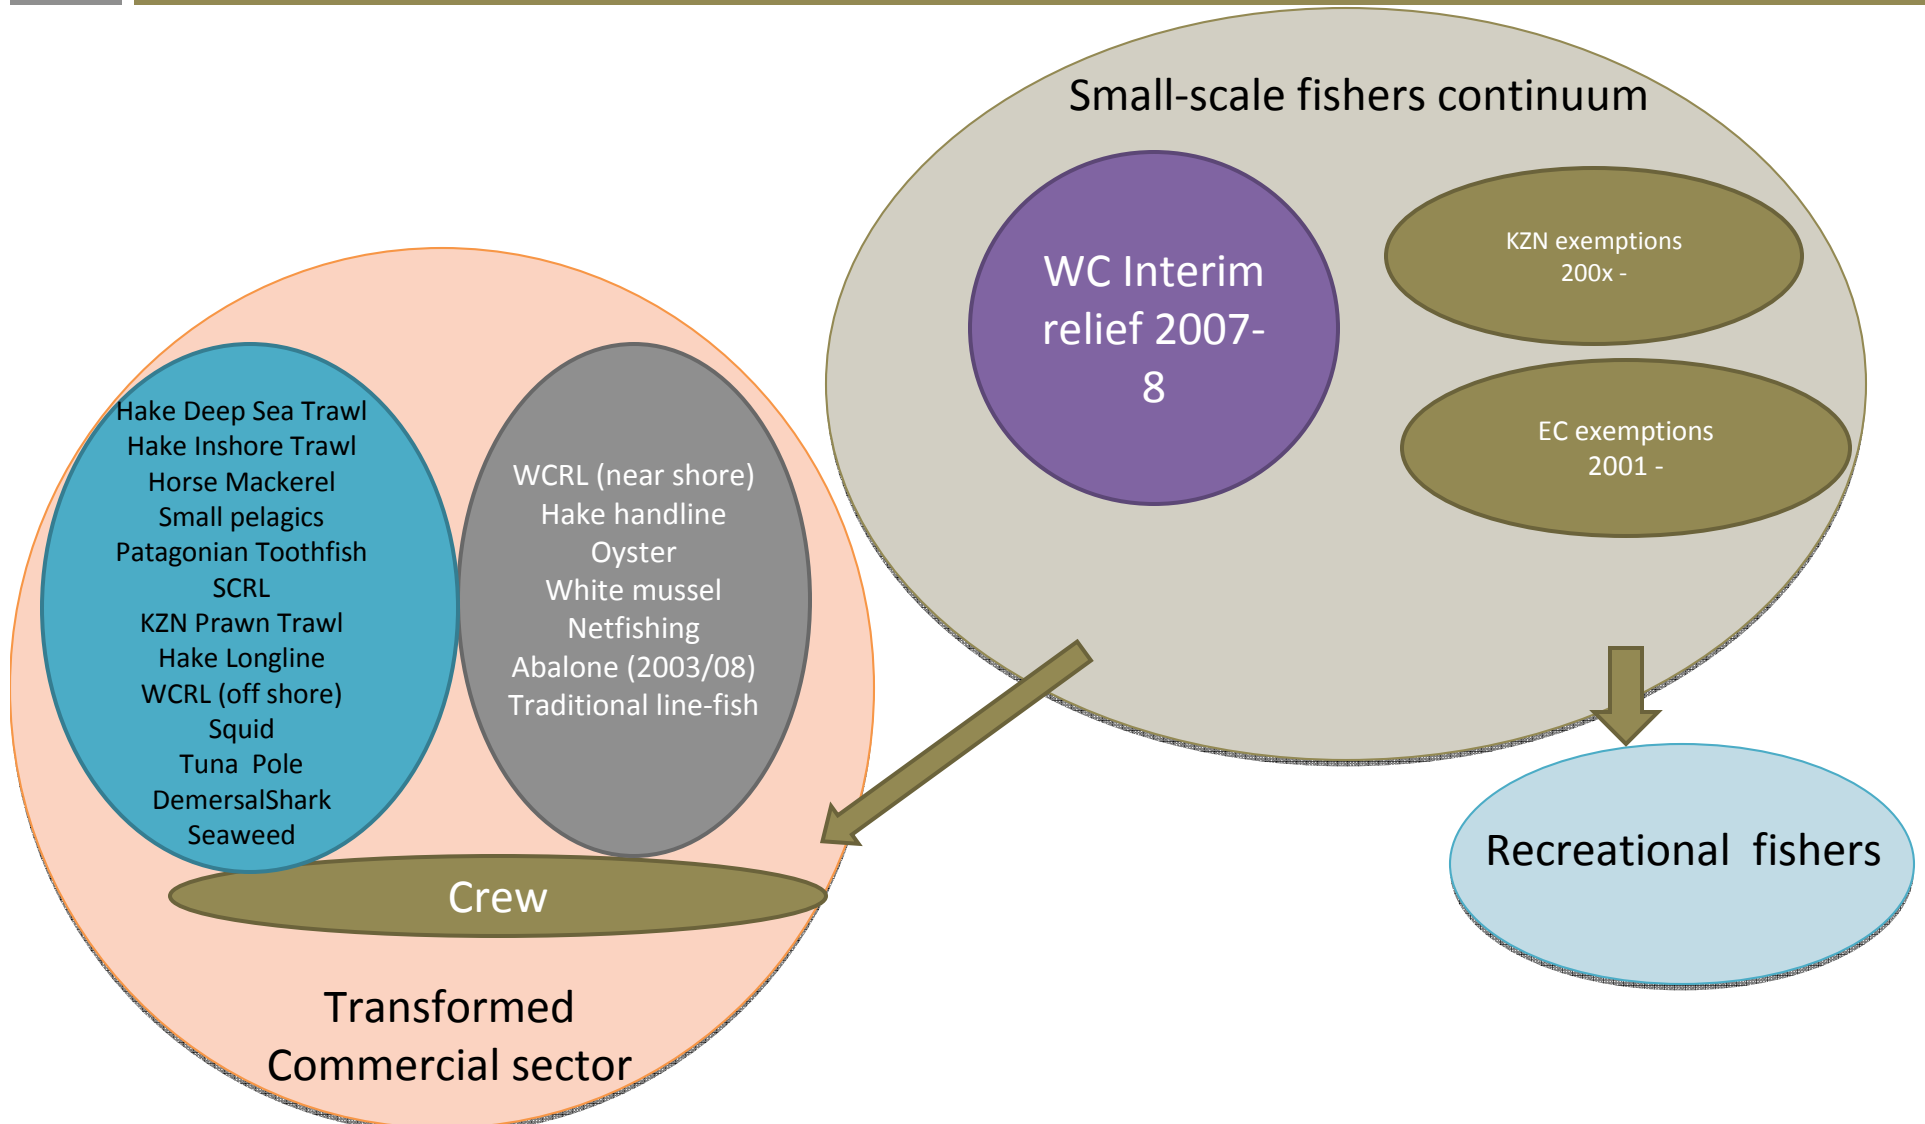 Small-scale fishers continuum
WC Interim
relief 2007-
8
KZN exemptions
200x -
EC exemptions
2001 -
Hake Deep Sea Trawl
Hake Inshore Trawl
Horse Mackerel
Small pelagics
Patagonian Toothfish
SCRL
KZN Prawn Trawl
Hake Longline
WCRL (off shore)
Squid
Tuna  Pole
DemersalShark
Seaweed
WCRL (near shore)
Hake handline
Oyster
White mussel
Netfishing
Abalone (2003/08)
Traditional line-fish
Crew
Transformed
Commercial sector
Recreational  fishers